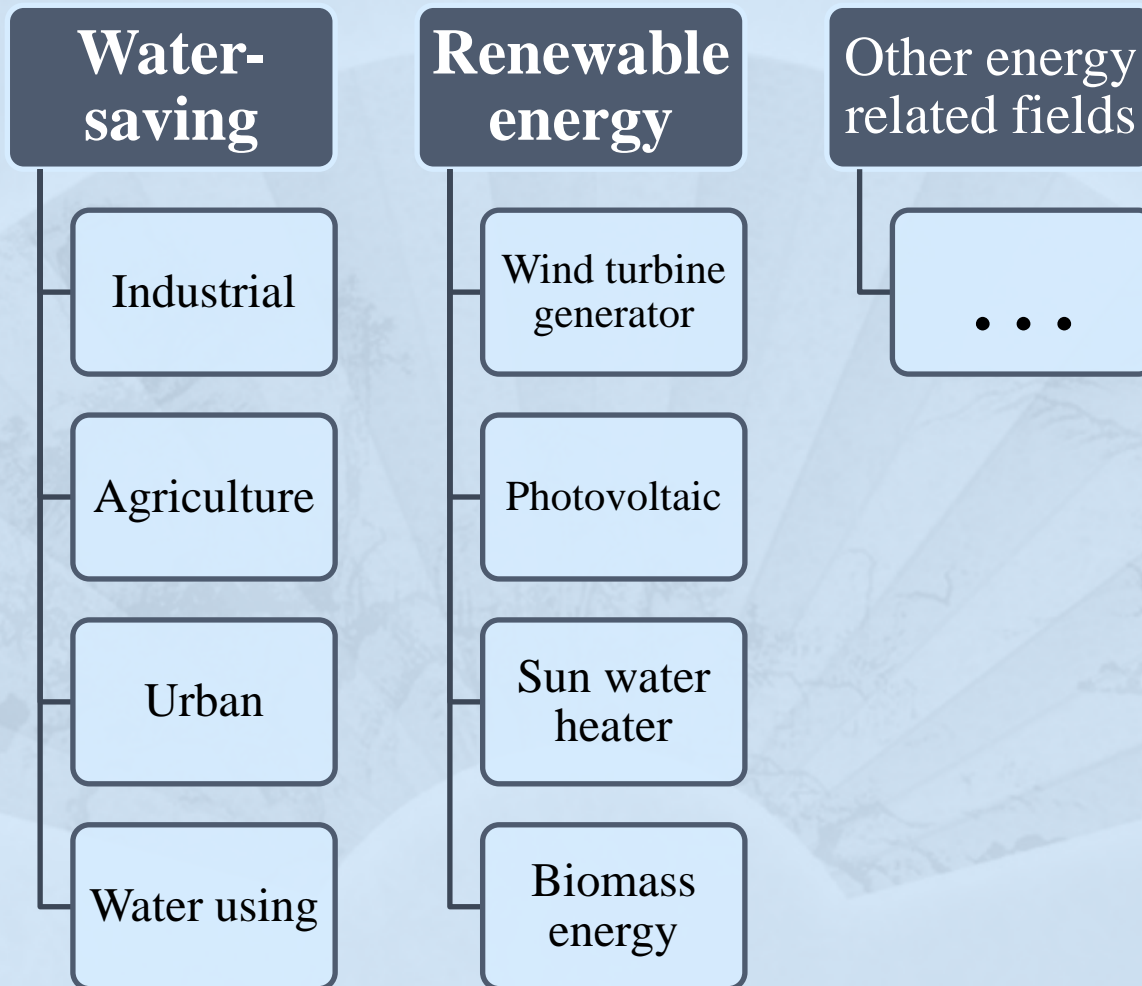 Water-
saving
Industrial
Agriculture
Urban
Water using
Renewable
energy
Wind turbine
generator
Photovoltaic
Sun water
heater
Biomass
energy
Other energy
related fields
...